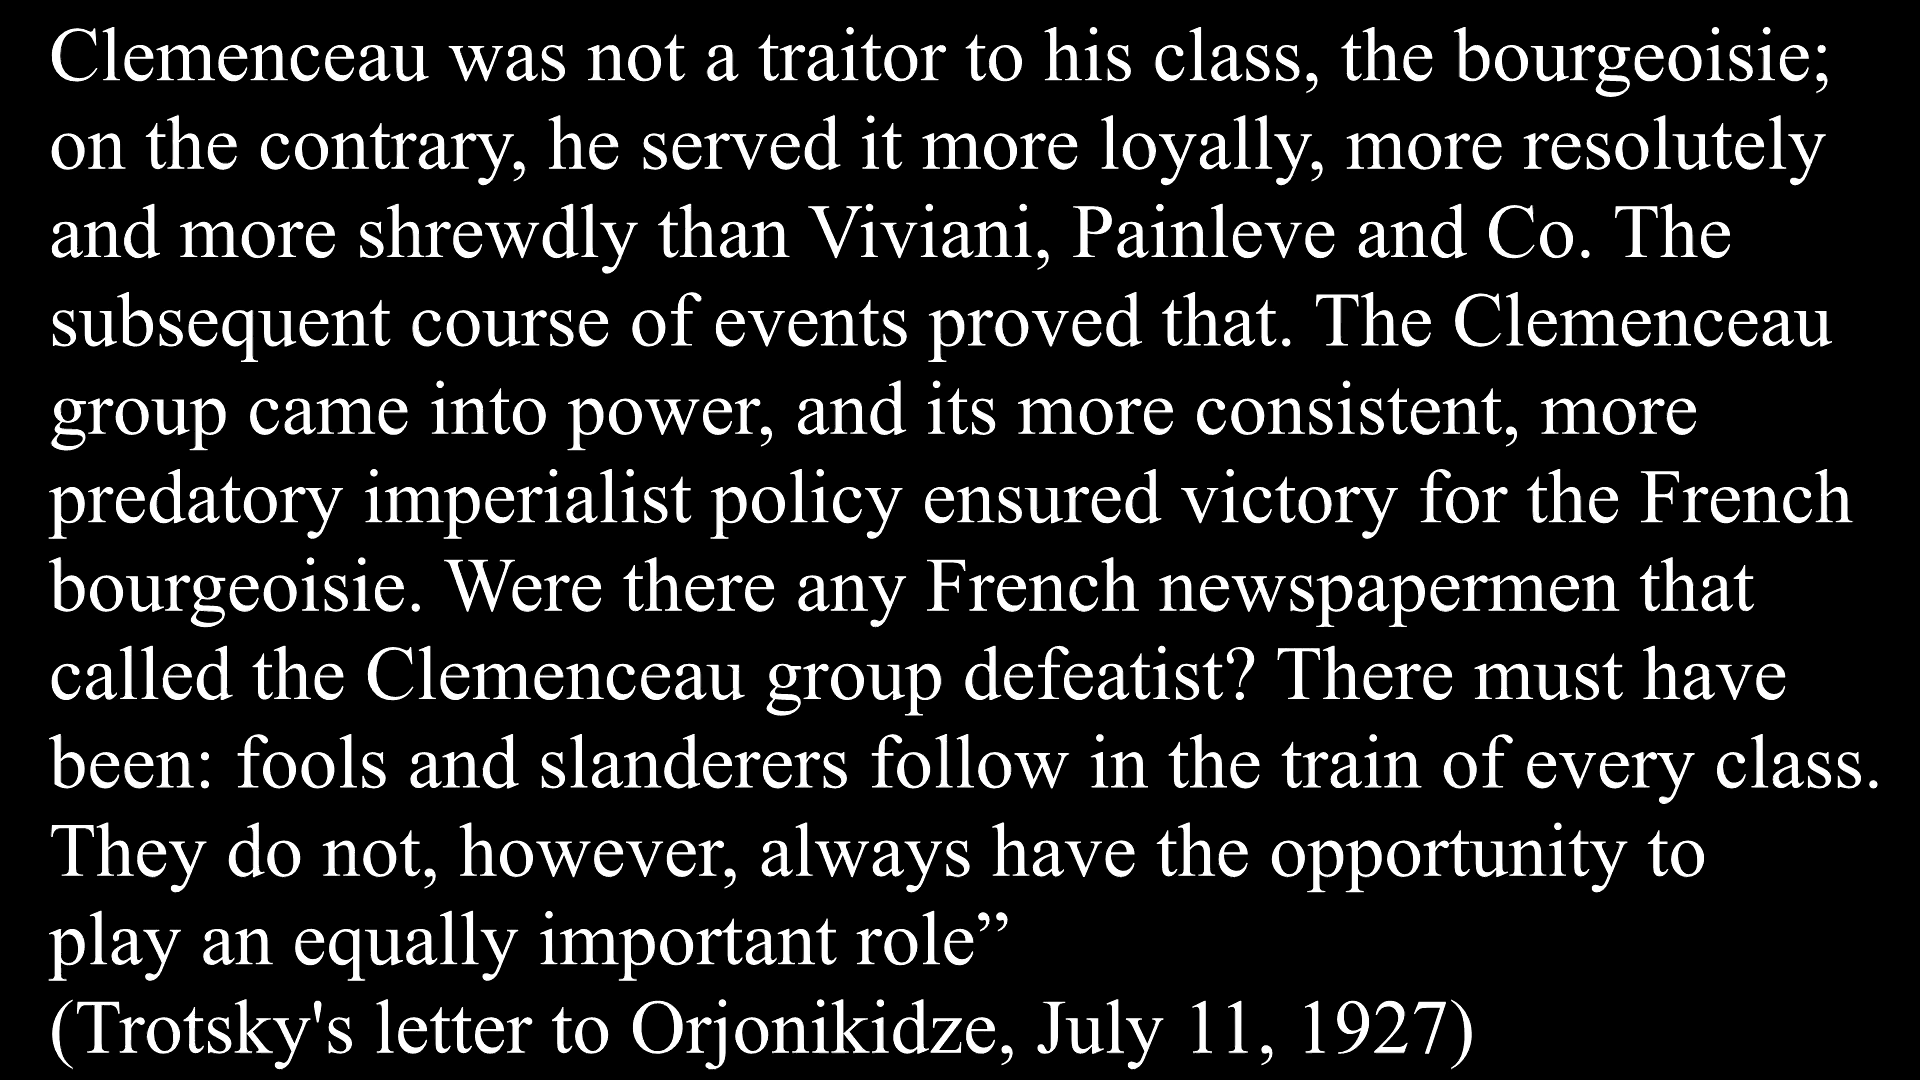 Clemenceau was not a traitor to his class, the bourgeoisie;
on the contrary, he served it more loyally, more resolutely
and more shrewdly than Viviani, Painleve and Co. The
subsequent course of events proved that. The Clemenceau
group came into power, and its more consistent, more
predatory imperialist policy ensured victory for the French
bourgeoisie. Were there any French newspapermen that
called the Clemenceau group defeatist? There must have
been: fools and slanderers follow in the train of every class.
They do not, however, always have the opportunity to
play an equally important role”
(Trotsky's letter to Orjonikidze, July 11, 1927)